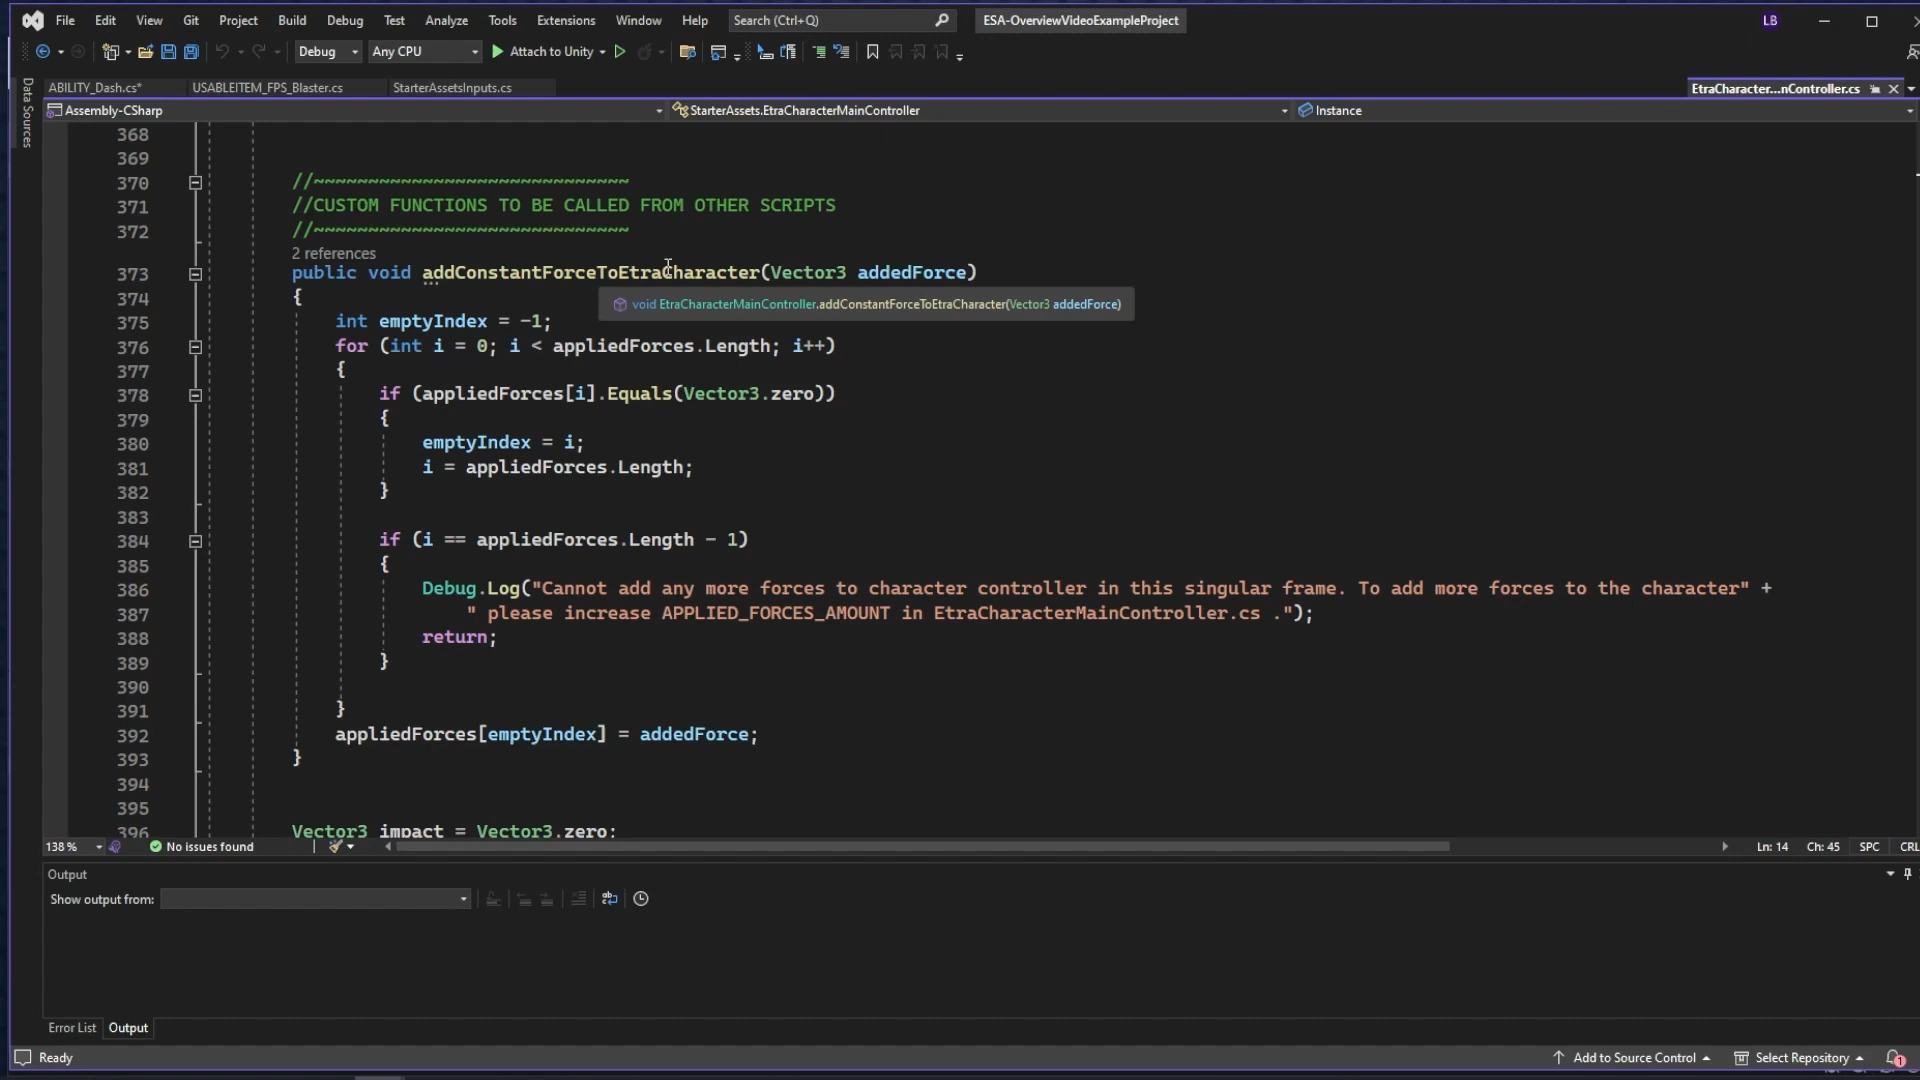 File Edit View Git Project Build Debug Test Analyze Tools Extensions Window Help Search (Ctrl+Q) ESA-OverviewVideoExampleProject LB
Debug Any CPU Attach to Unity
Data Sources
ABILITY_Dash.cs* USABLEITEM_FPS_Blaster.cs StarterAssetsInputs.cs EtraCharacter...nController.cs
Assembly-CSharp StarterAssets.EtraCharacterMainController Instance
368
369
370 //~~~~~~~~~~~~~~~~~~~~~~~~~~~~~
371 //CUSTOM FUNCTIONS TO BE CALLED FROM OTHER SCRIPTS
372 //~~~~~~~~~~~~~~~~~~~~~~~~~~~~~
2 references
373 public void addConstantForceToEtraCharacter(Vector3 addedForce)
374 {
void EtraCharacterMainController.addConstantForceToEtraCharacter(Vector3 addedForce)
375 int emptyIndex = -1;
376 for (int i = 0; i < appliedForces.Length; i++)
377 {
378 if (appliedForces[i].Equals(Vector3.zero))
379 {
380 emptyIndex = i;
381 i = appliedForces.Length;
382 }
383
384 if (i == appliedForces.Length - 1)
385 {
386 Debug.Log("Cannot add any more forces to character controller in this singular frame. To add more forces to the character" +
387 " please increase APPLIED_FORCES_AMOUNT in EtraCharacterMainController.cs .");
388 return;
389 }
390
391 }
392 appliedForces[emptyIndex] = addedForce;
393 }
394
395
396 Vector3 impact = Vector3.zero;
138 % No issues found Ln: 14 Ch: 45 SPC CRL
Output
Show output from:
Error List Output
Ready Add to Source Control Select Repository 1